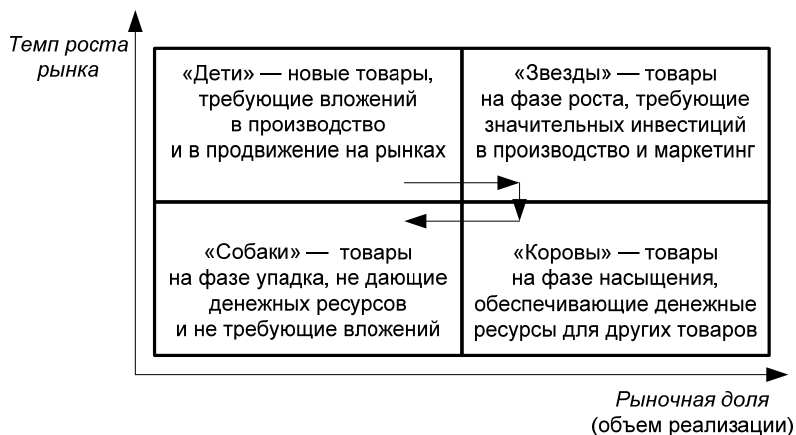 Темп роста
рынка
«Дети» — новые товары,
требующие вложений
в производство
и в продвижение на рынках
«Звезды» — товары
на фазе роста, требующие
значительных инвестиций
в производство и маркетинг
«Собаки» — товары
на фазе упадка, не дающие
денежных ресурсов
и не требующие вложений
«Коровы» — товары
на фазе насыщения,
обеспечивающие денежные
ресурсы для других товаров
Рыночная доля
(объем реализации)